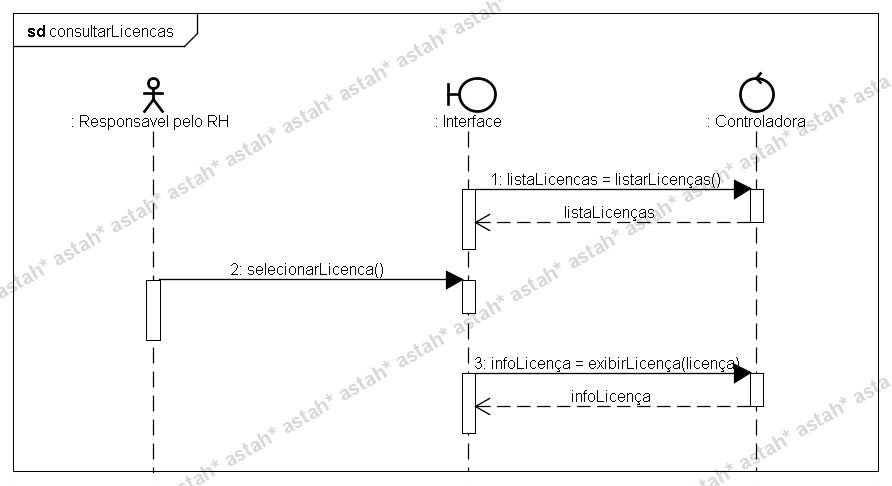 sd consultarLicencas
: Responsavel pelo RH
: Interface
: Controladora
1: listaLicencas = listarLicenças()
listaLicenças
2: selecionarLicenca()
3: infoLicença = exibirLicença(licença)
infoLicença
astah* astah* astah* astah* astah* astah* astah* astah* astah*
astah* astah* astah* astah* astah* astah* astah* astah* astah* astah* astah* asta
astah* astah* astah* asta